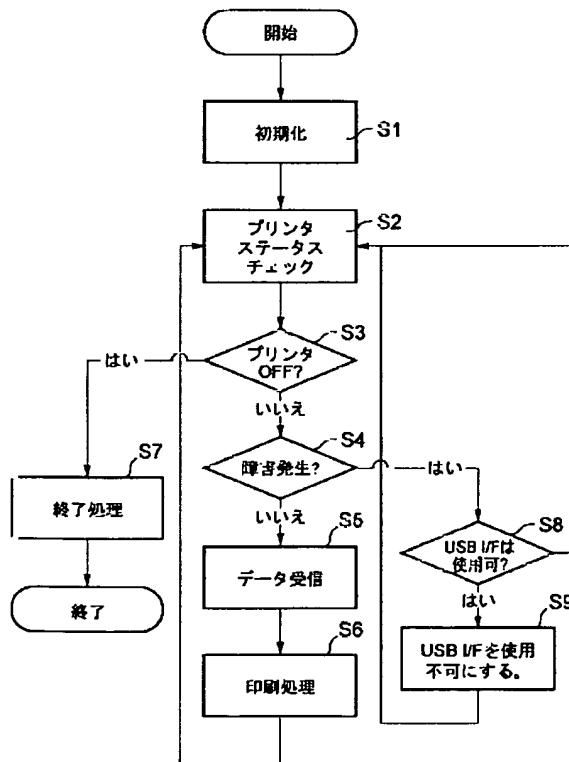 開始
初期化
S1
プリンタ
ステータス
チェック
S2
プリンタ
OFF?
S3
はい
いいえ
障害発生?
S4
はい
いいえ
終了処理
S7
終了
データ受信
S5
印刷処理
S6
USB I/Fは
使用可?
S8
はい
USB I/Fを使用
不可にする。
S9